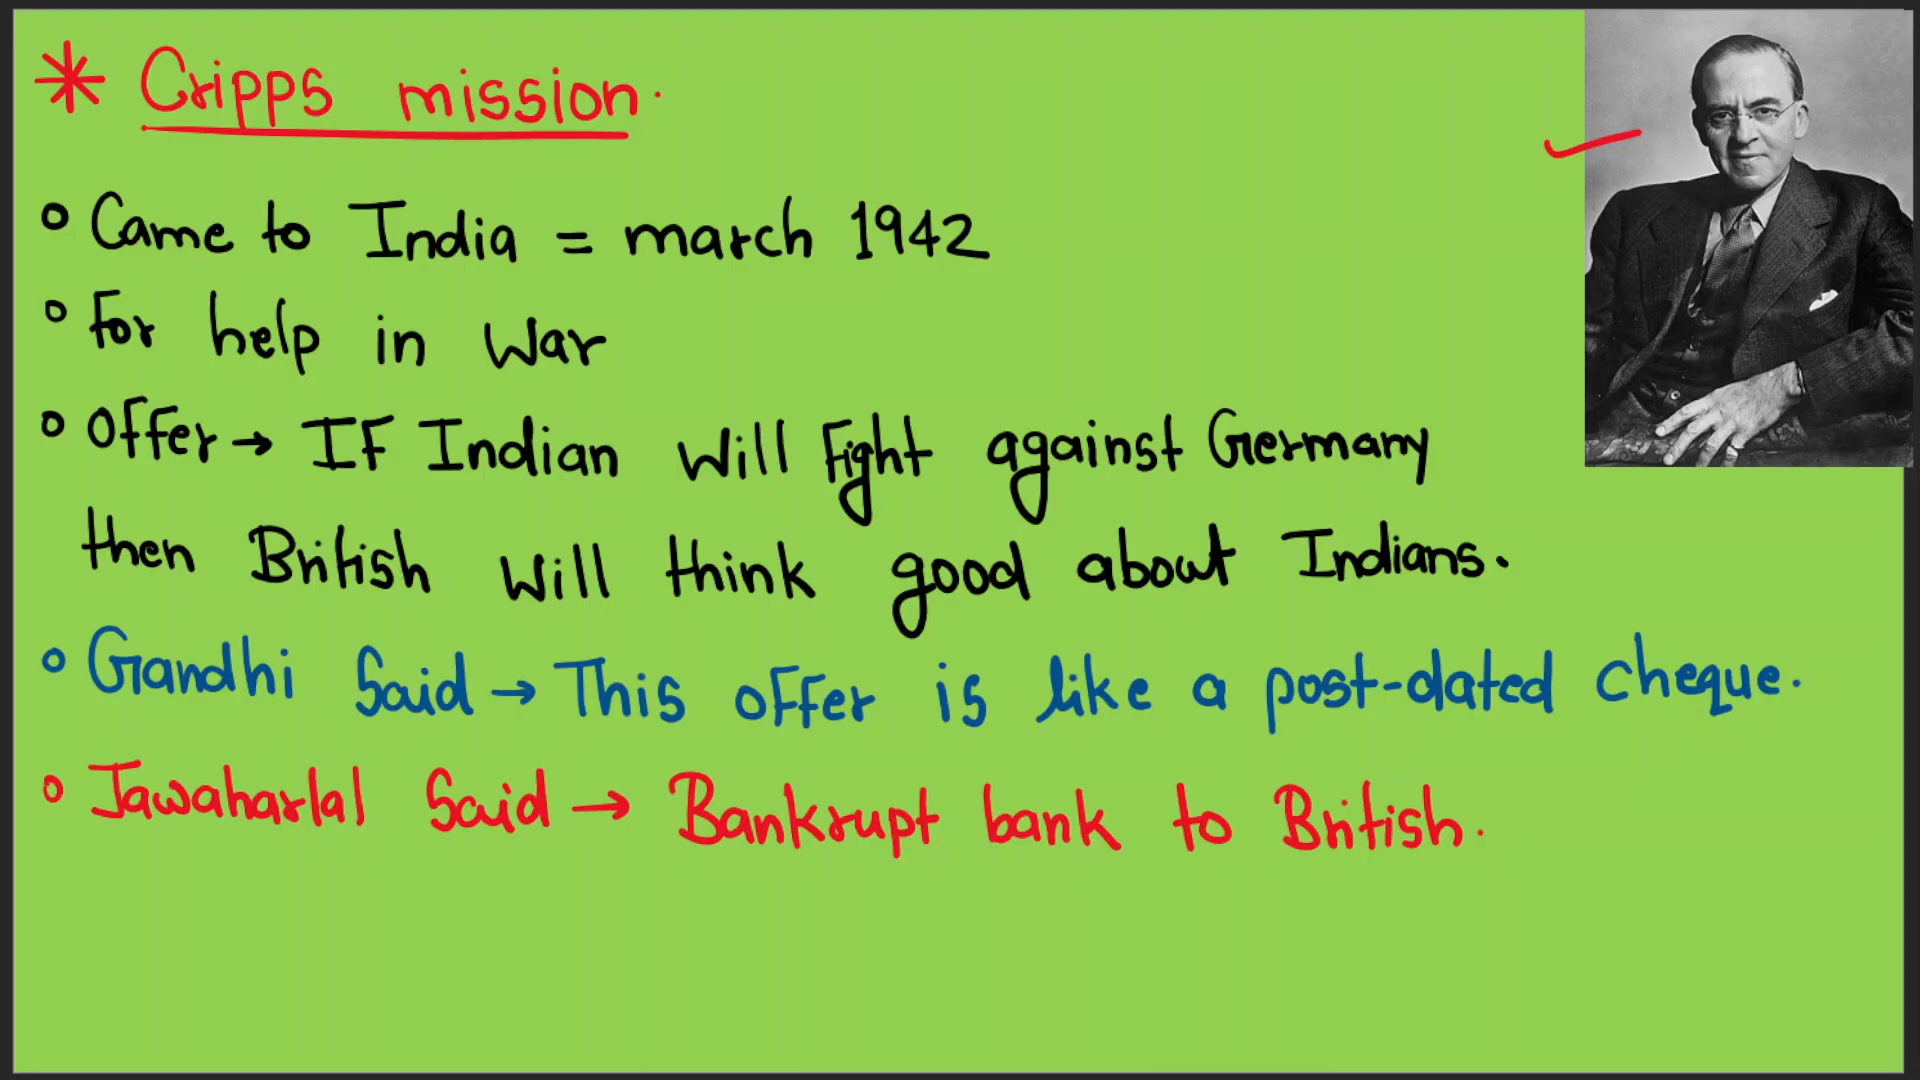 * Cripps mission.
o Came to India = march 1942
o For help in War
o Offer → IF Indian will Fight against Germany
then British will think good about Indians.
o Gandhi Said → This offer is like a post-dated cheque.
o Jawaharlal Said → Bankrupt bank to British.